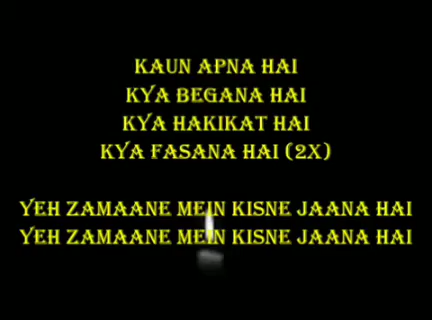 KAUN APNA HAI
KYA BEGANA HAI
KYA HAKIKAT HAI
KYA FASANA HAI (2X)
YEH ZAMAANE MEIN KISNE JAANA HAI
YEH ZAMAANE MEIN KISNE JAANA HAI